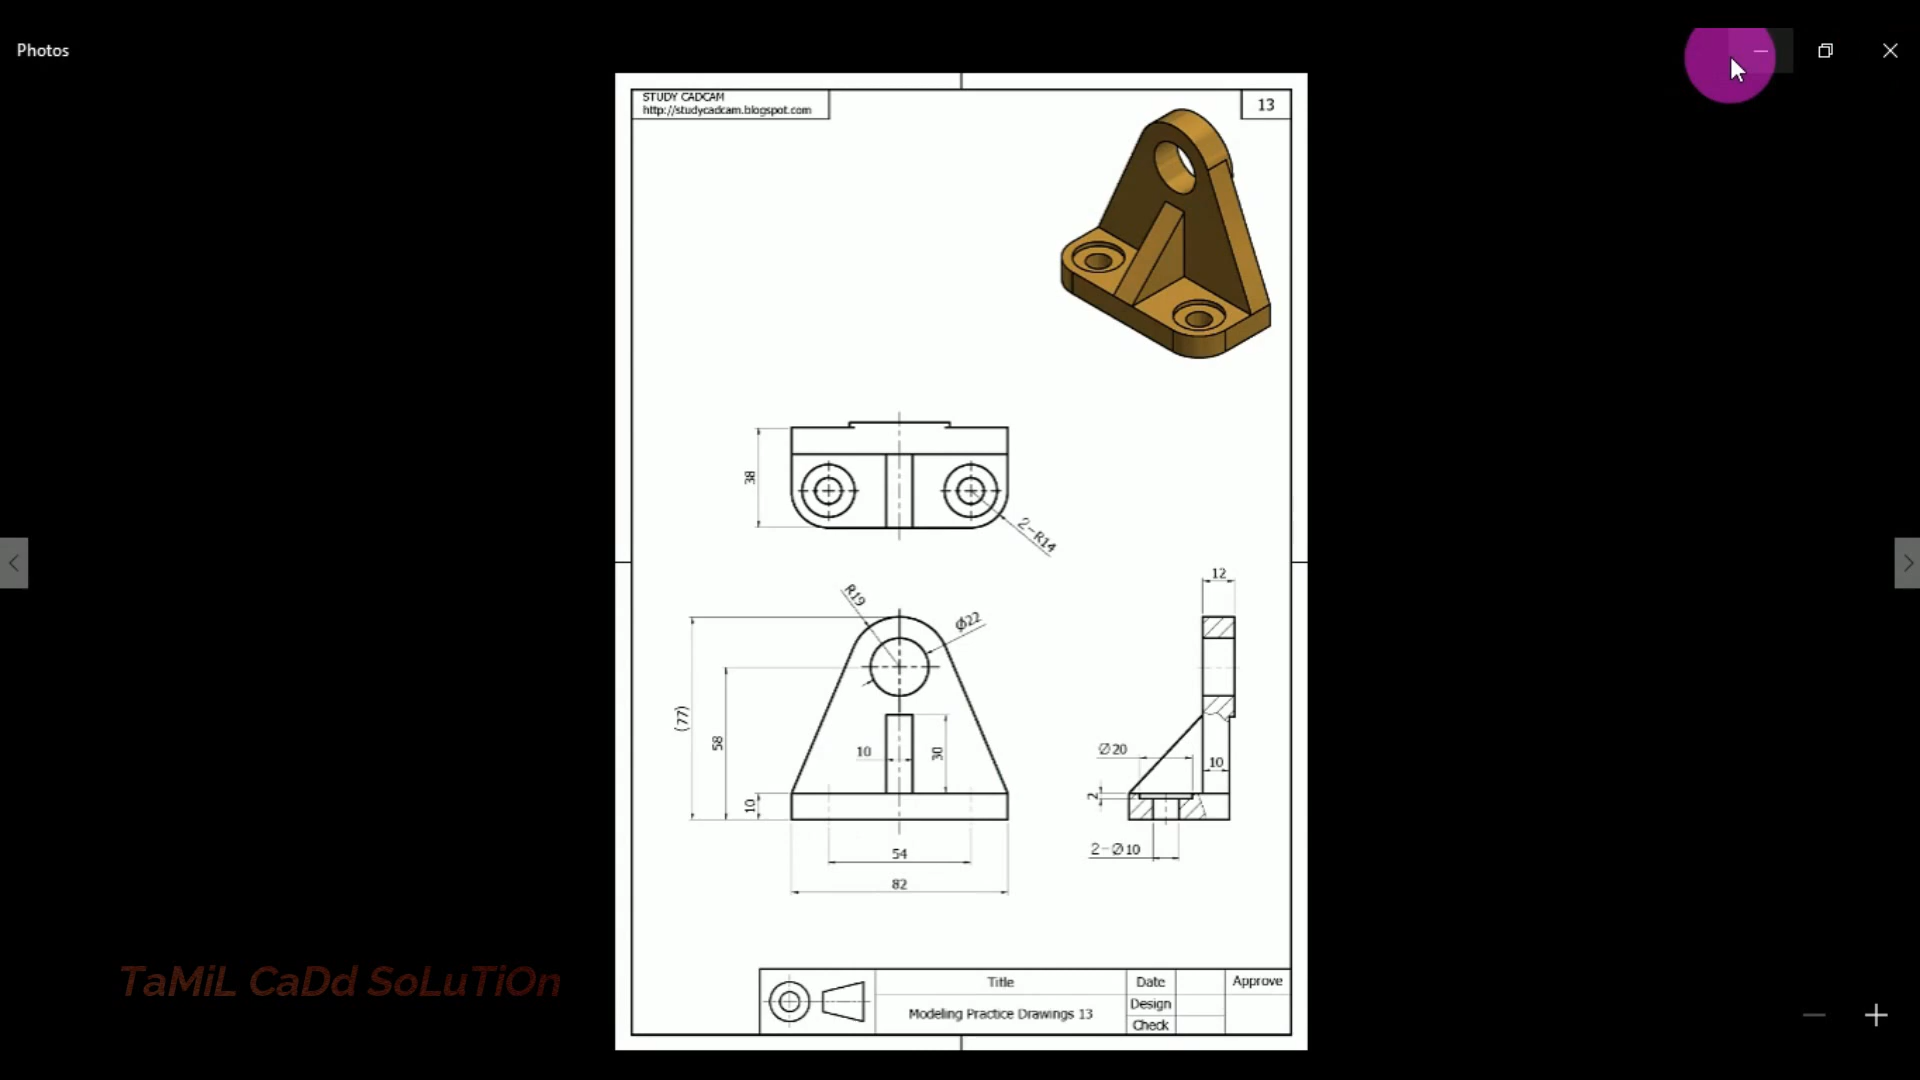 Photos
STUDY CADCAM
http://studycadcam.blogspot.com
13
38
2-R14
R19
ϕ22
12
(77)
58
10
30
10
54
82
Ø20
10
2
2-Ø10
Title
Modeling Practice Drawings 13
Date
Design
Check
Approve
TaMiL CaDd SoLuTiOn